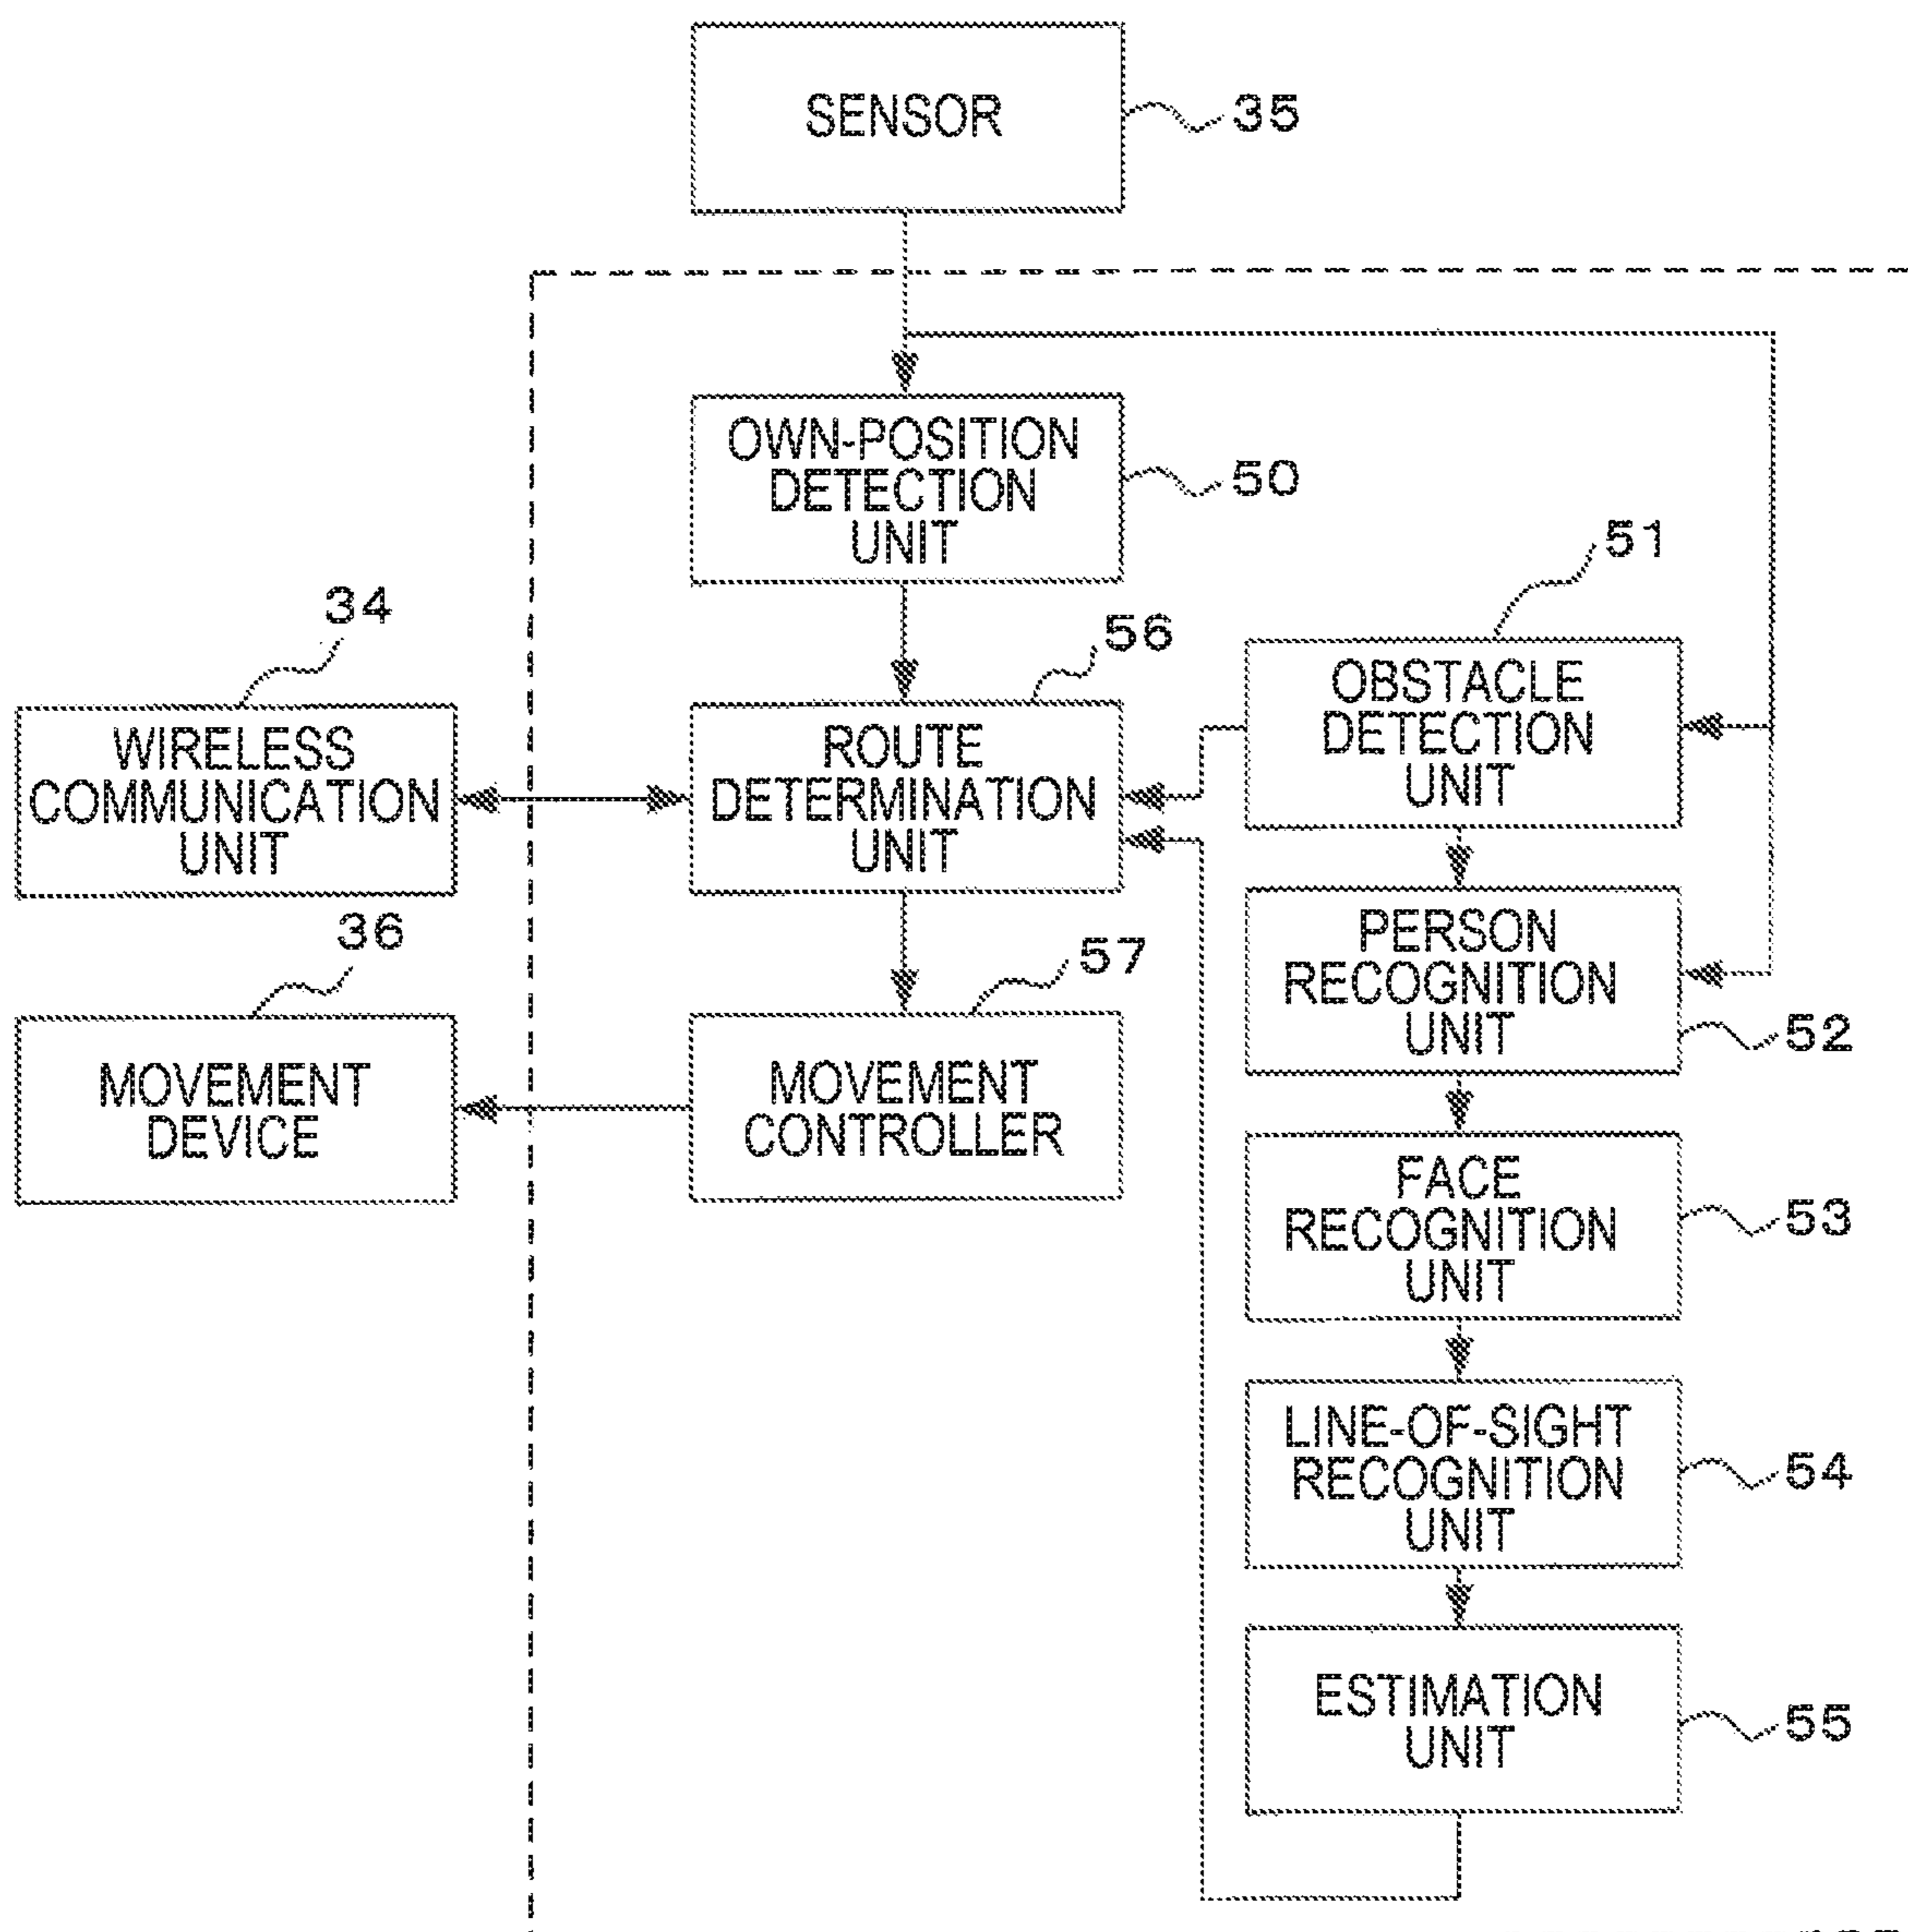 SENSOR
35
OWN-POSITION
DETECTION
UNIT
50
51
34
56
OBSTACLE
DETECTION
UNIT
WIRELESS
COMMUNICATION
UNIT
ROUTE
DETERMINATION
UNIT
36
57
PERSON
RECOGNITION
UNIT
52
MOVEMENT
DEVICE
MOVEMENT
CONTROLLER
FACE
RECOGNITION
UNIT
53
LINE-OF-SIGHT
RECOGNITION
UNIT
54
ESTIMATION
UNIT
55